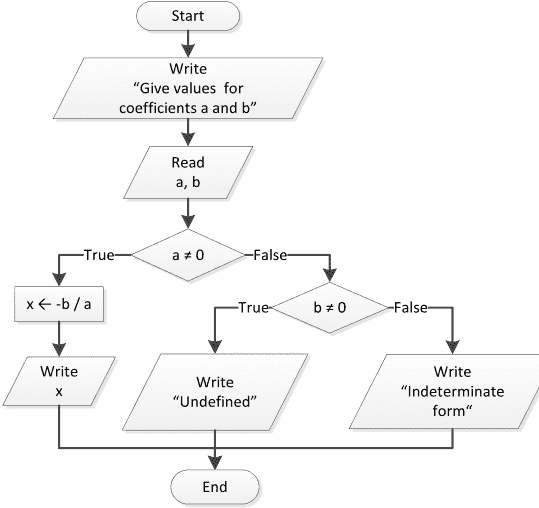 Start
Write
“Give values for
coefficients a and b”
Read
a, b
True
a ≠ 0
False
x ← -b / a
True
b ≠ 0
False
Write
x
Write
“Undefined”
Write
“Indeterminate
form“
End